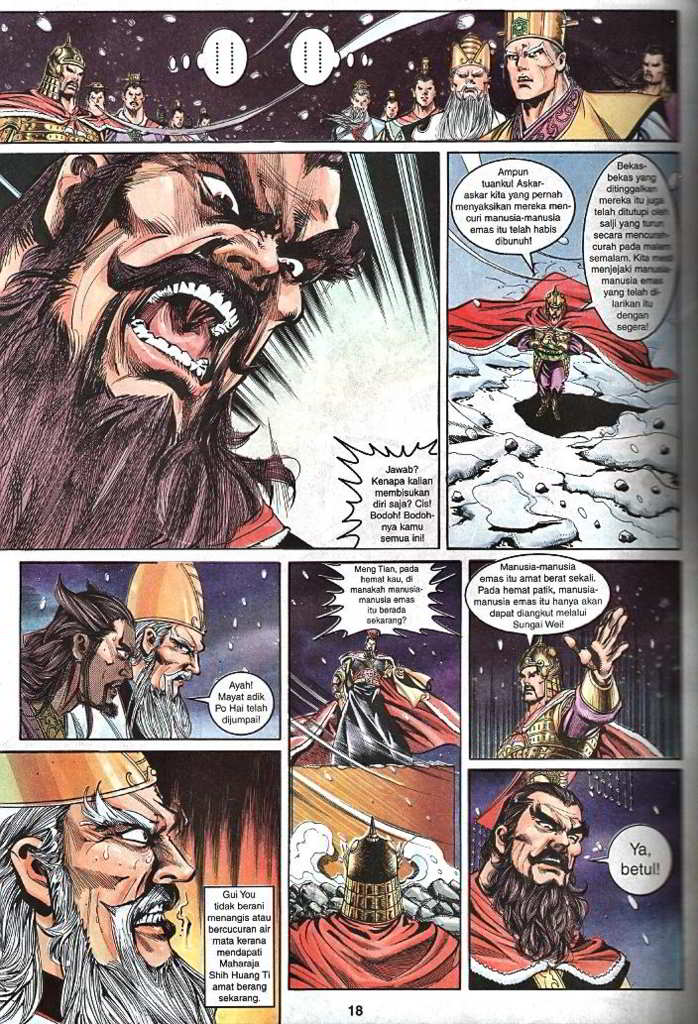 Jawab?
Kenapa kalian
membisukan
diri saja? Cis!
Bodoh! Bodoh-
nya kamu
semua ini!
Ampun
tuanku! Askar-
askar kita yang pernah
menyaksikan mereka men-
curi manusia-manusia
emas itu telah habis
dibunuh!
Bekas-
bekas yang
ditinggalkan
mereka itu juga
telah ditutupi oleh
salji yang turun
secara mencurah-
curah pada malam
semalam. Kita mesti
menjejaki manusia-
manusia emas
yang telah di-
larikan itu
segera!
Ayah!
Mayat adik
Po Hai telah
dijumpai!
Meng Tian, pada
hemat kau, di
manakah manusia-
manusia emas
itu berada
sekarang?
Manusia-manusia
emas itu amat berat sekali.
Pada hemat patik, manusia-
manusia emas itu hanya akan
dapat diangkut melalui
Sungai Wei!
Gui You
tidak berani
menangis atau
bercucuran air
mata kerana
mendapati
Maharaja
Shih Huang Ti
amat berang
sekarang.
Ya,
betul!
18